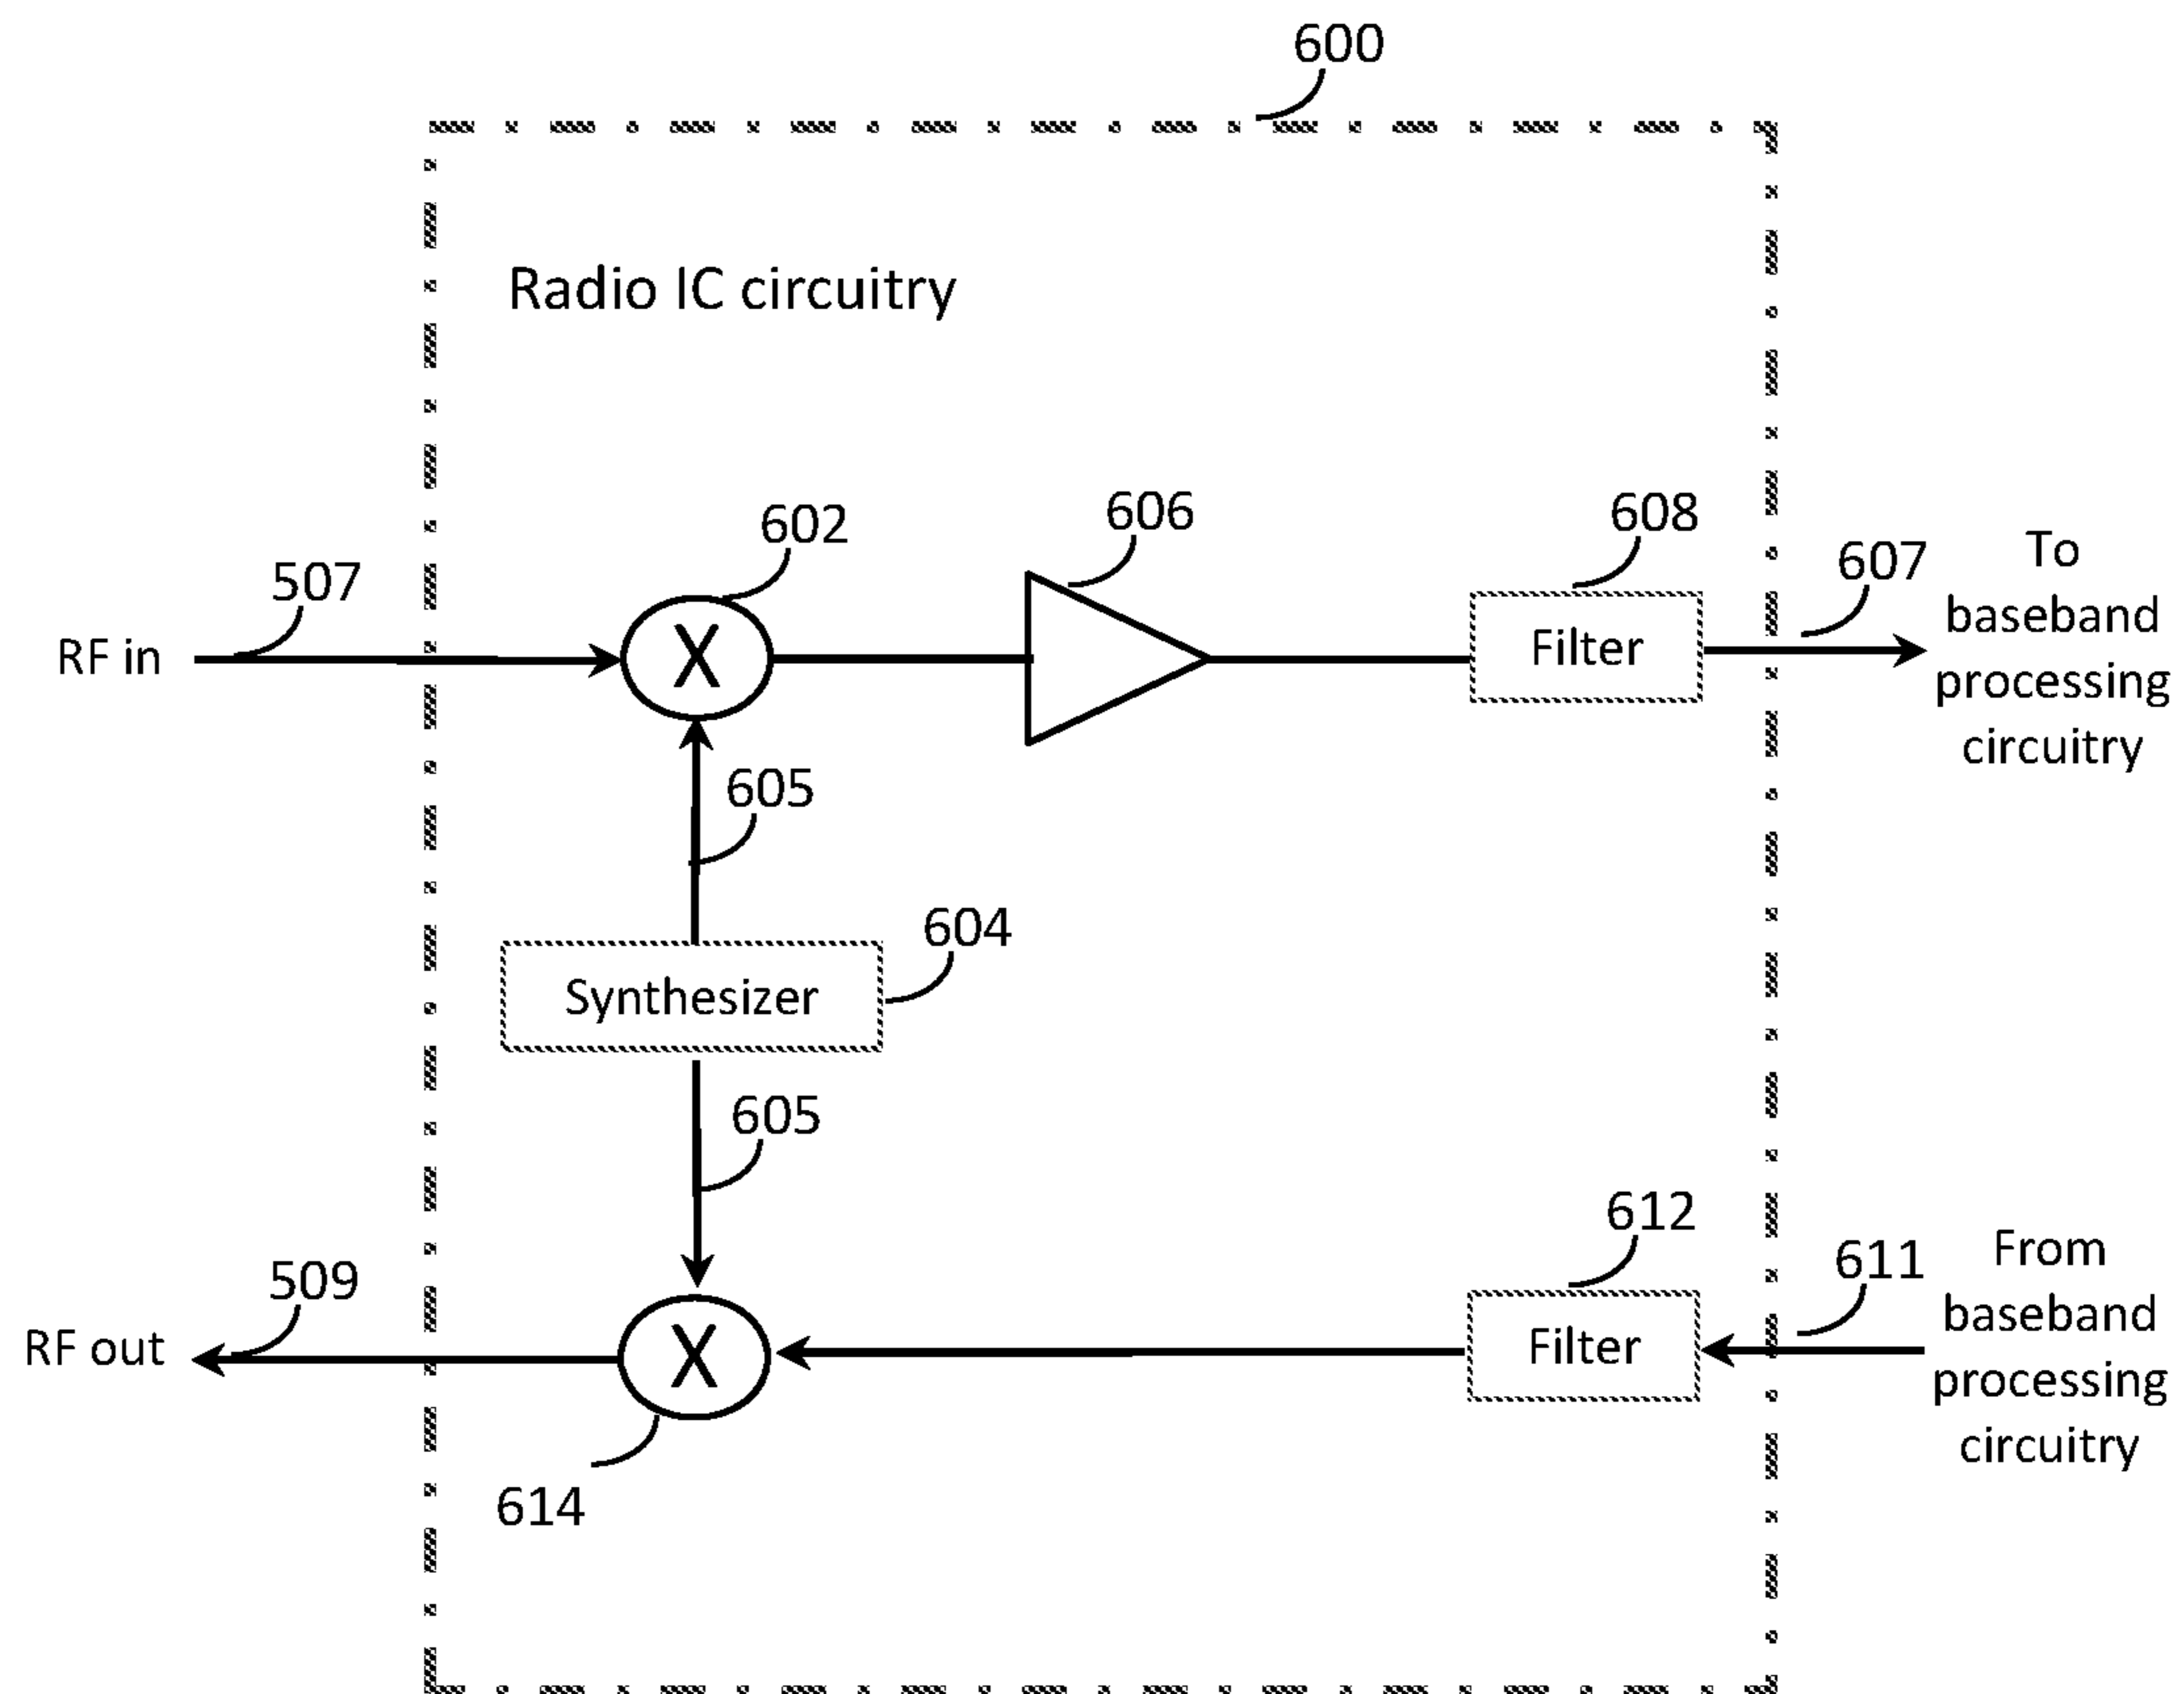 600
Radio IC circuitry
602
606
608
507
607
To
baseband
processing
circuitry
RF in
X
Filter
605
604
Synthesizer
605
612
509
611
From
baseband
processing
circuitry
RF out
X
Filter
614